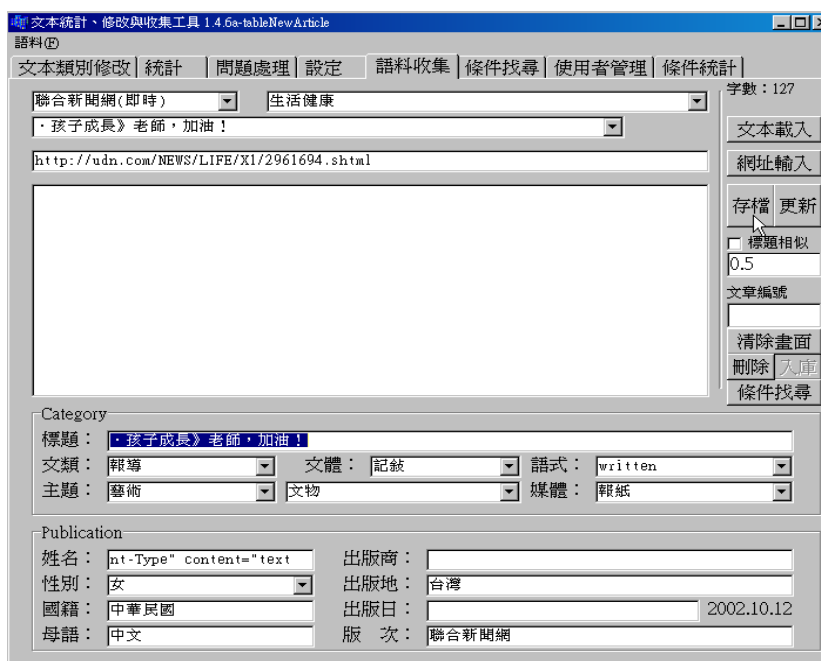 文本統計、修改與收集工具 1.4.6a-tableNewArticle
語料(F)
文本類別修改 統計 問題處理 設定 語料收集 條件找尋 使用者管理 條件統計
聯合新聞網(即時) 生活健康 字數：127
．孩子成長》老師，加油！ 文本載入
http://udn.com/NEWS/LIFE/X1/2961694.shtml 網址輸入
存檔 更新
標題相似
0.5
文章編號
清除畫面
刪除 入庫
條件找尋
Category
標題： ．孩子成長》老師，加油！
文類： 報導 文體： 記敍 語式： written
主題： 藝術 文物 媒體： 報紙
Publication
姓名： nt-Type" content="text 出版商：
性別： 女 出版地： 台灣
國籍： 中華民國 出版日： 2002.10.12
母語： 中文 版 次： 聯合新聞網